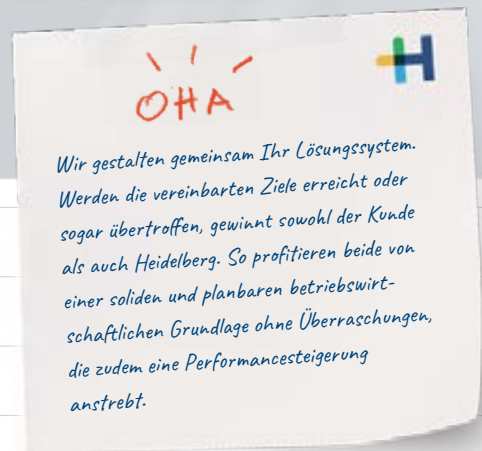 OHA
Wir gestalten gemeinsam Ihr Lösungssystem.
Werden die vereinbarten Ziele erreicht oder
sogar übertroffen, gewinnt sowohl der Kunde
als auch Heidelberg. So profitieren beide von
einer soliden und planbaren betriebswirt-
schaftlichen Grundlage ohne Überraschungen,
die zudem eine Performancesteigerung
anstrebt.